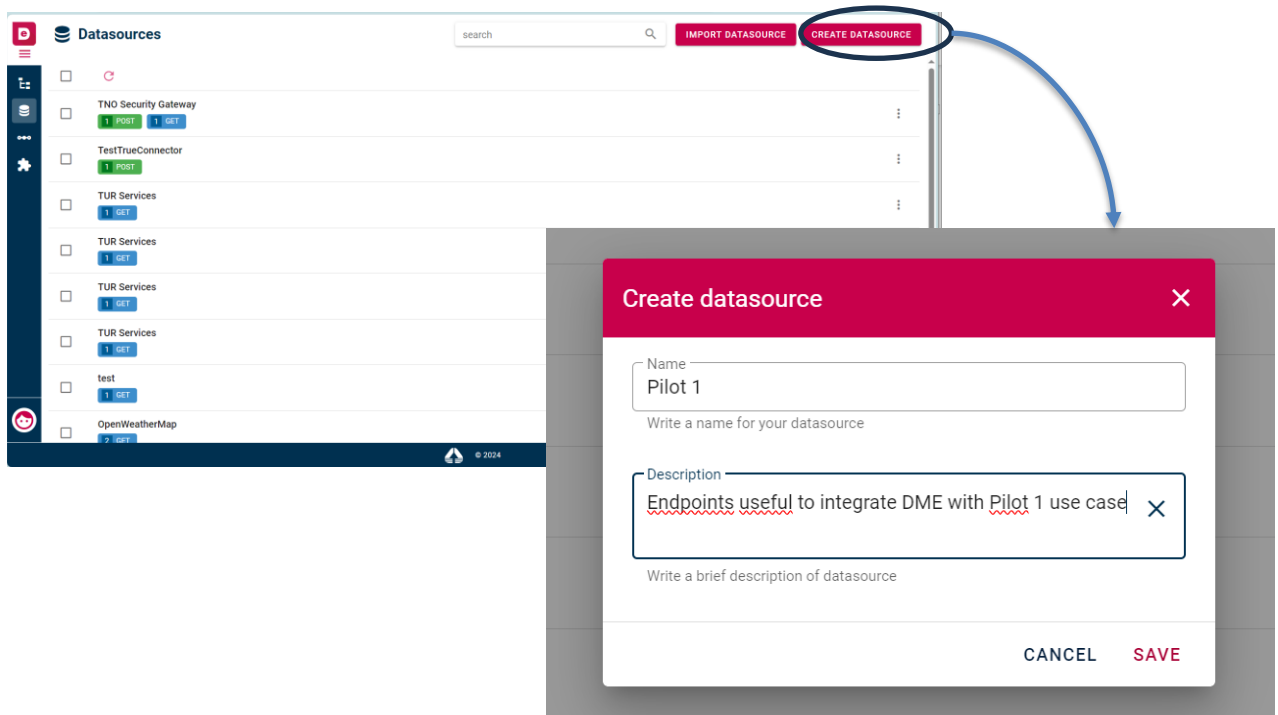 Datasources
search
IMPORT DATASOURCE
CREATE DATASOURCE
TNO Security Gateway
1 POST 1 GET
TestTrueConnector
1 POST
TUR Services
1 GET
TUR Services
1 GET
TUR Services
1 GET
TUR Services
1 GET
test
1 GET
OpenWeatherMap
2 GET
© 2024
Create datasource
Name
Pilot 1
Write a name for your datasource
Description
Endpoints useful to integrate DME with Pilot 1 use case
Write a brief description of datasource
CANCEL SAVE